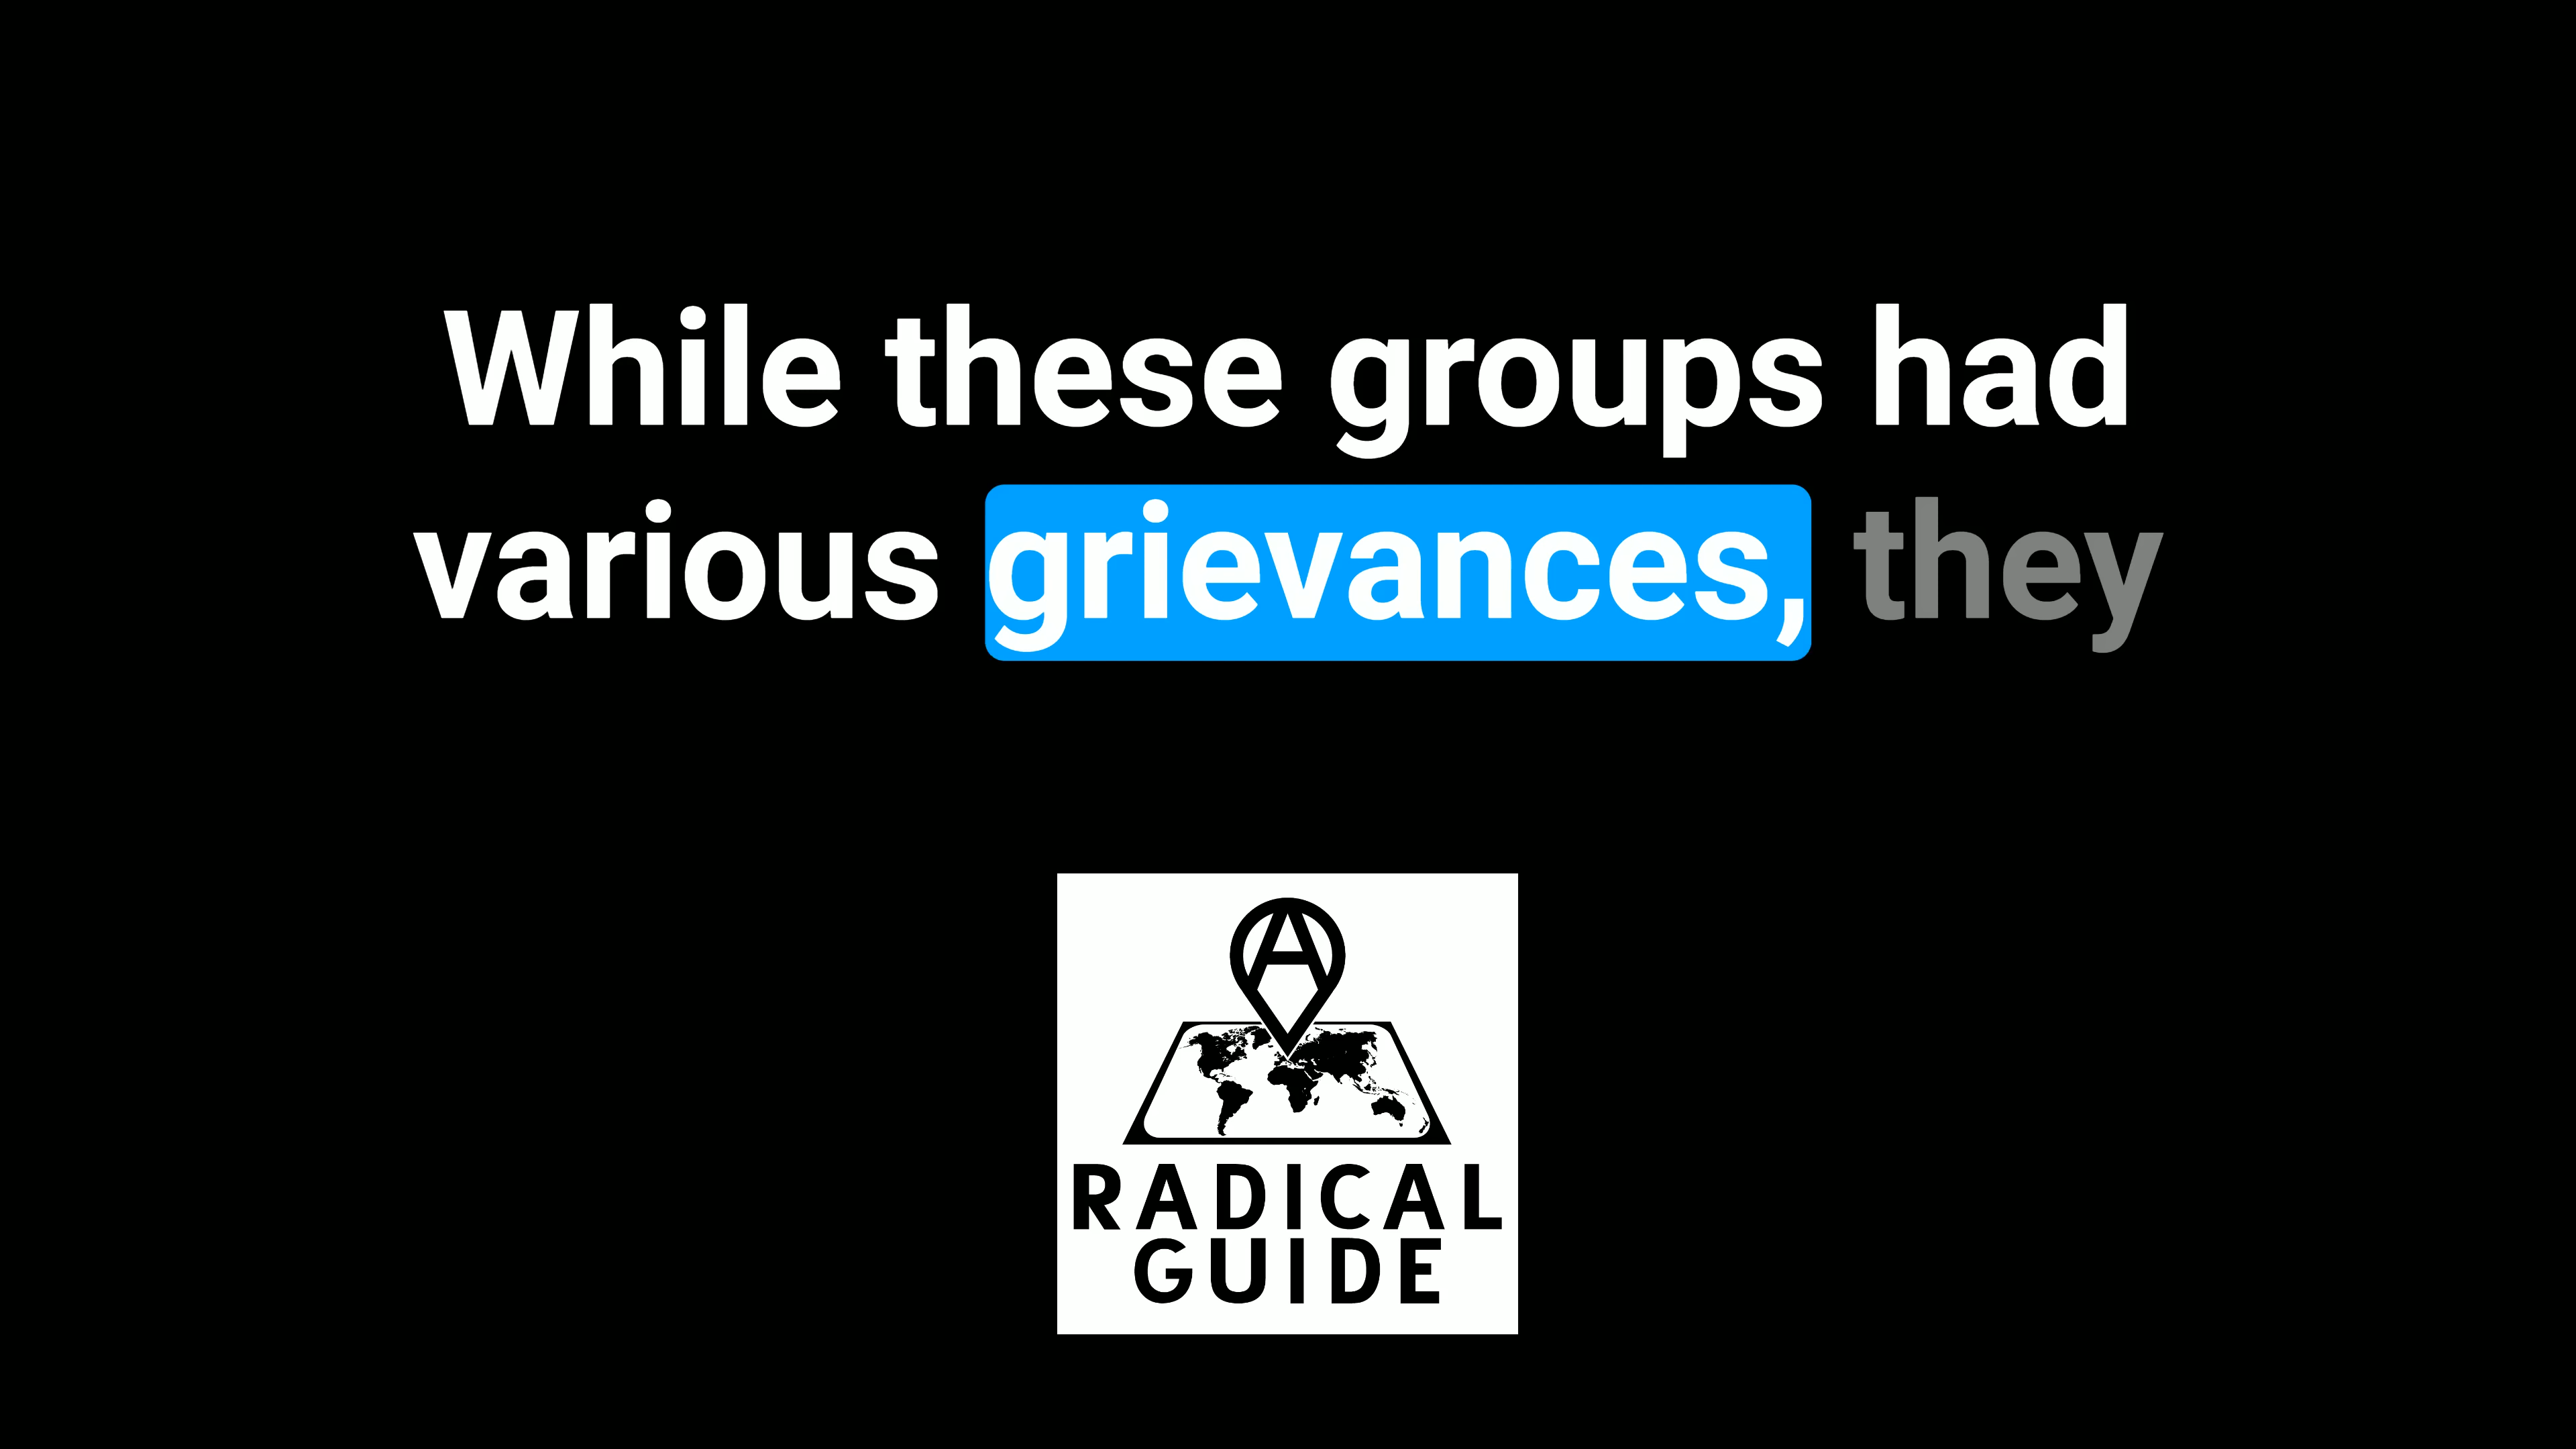 While these groups had
various grievances, they
A
RADICAL
GUIDE